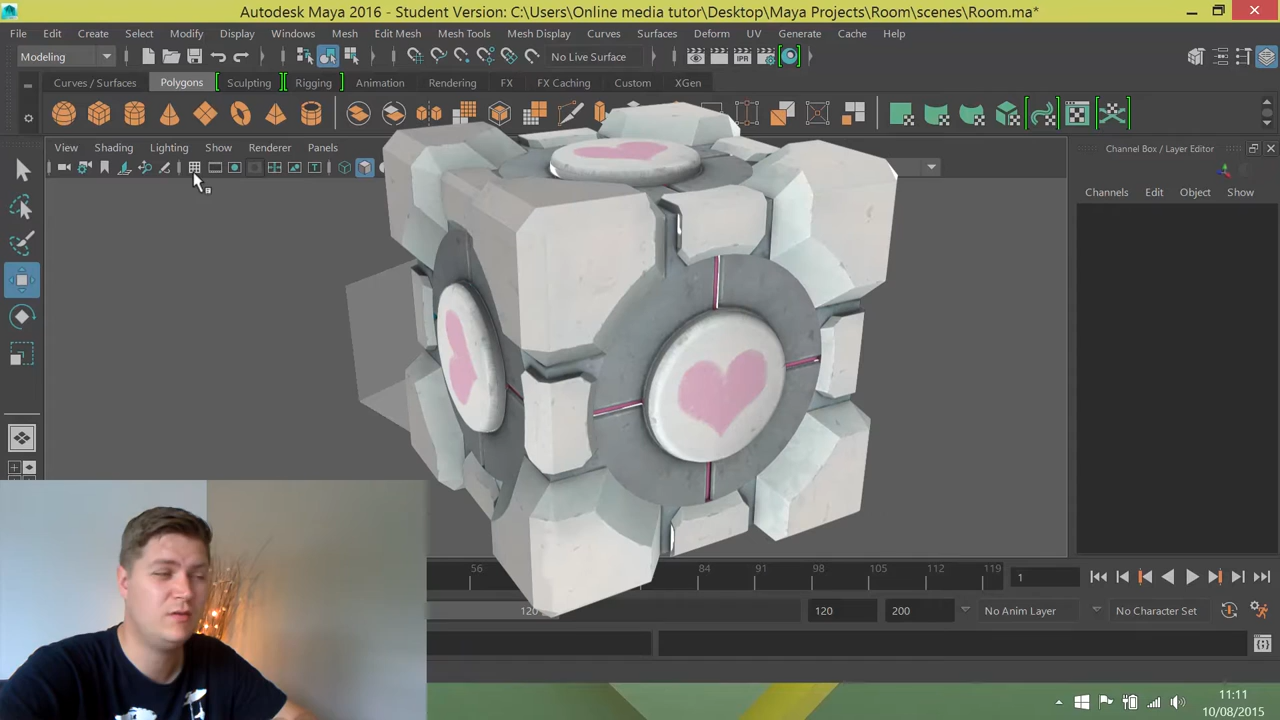 Autodesk Maya 2016 - Student Version: C:\Users\Online media tutor\Desktop\Maya Projects\Room\scenes\Room.ma*
File Edit Create Select Modify Display Windows Mesh Edit Mesh Mesh Tools Mesh Display Curves Surfaces Deform UV Generate Cache Help
Modeling No Live Surface
Curves / Surfaces Polygons Sculpting Rigging Animation Rendering FX FX Caching Custom XGen
View Shading Lighting Show Renderer Panels
Channel Box / Layer Editor
Channels Edit Object Show
56 84 91 98 105 112 119 1
120 120 200 No Anim Layer No Character Set
11:11
10/08/2015